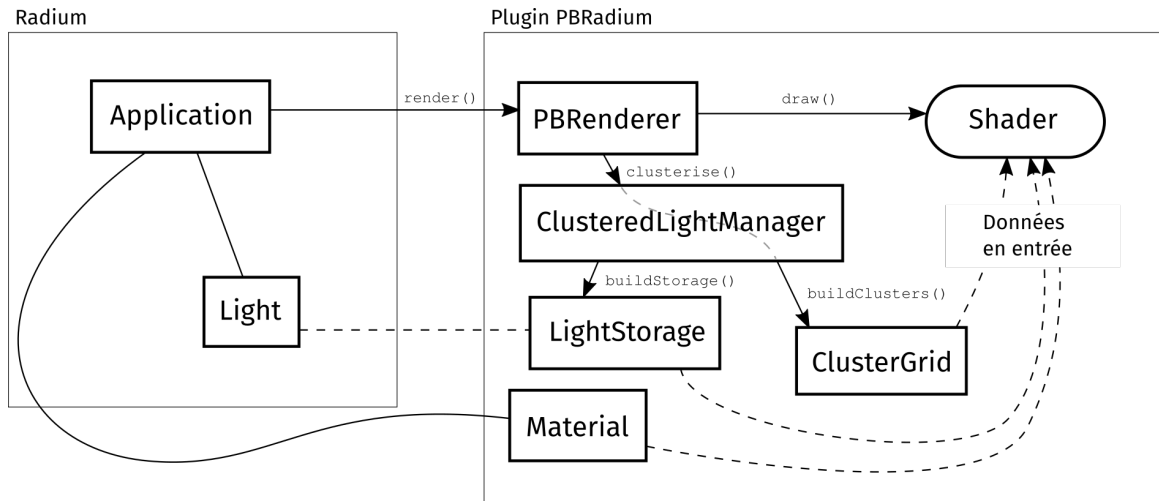 Radium
Plugin PBRadium
Application
render()
PBRenderer
draw()
Shader
clusterise()
ClusteredLightManager
Données
en entrée
buildStorage()
buildClusters()
Light
LightStorage
ClusterGrid
Material